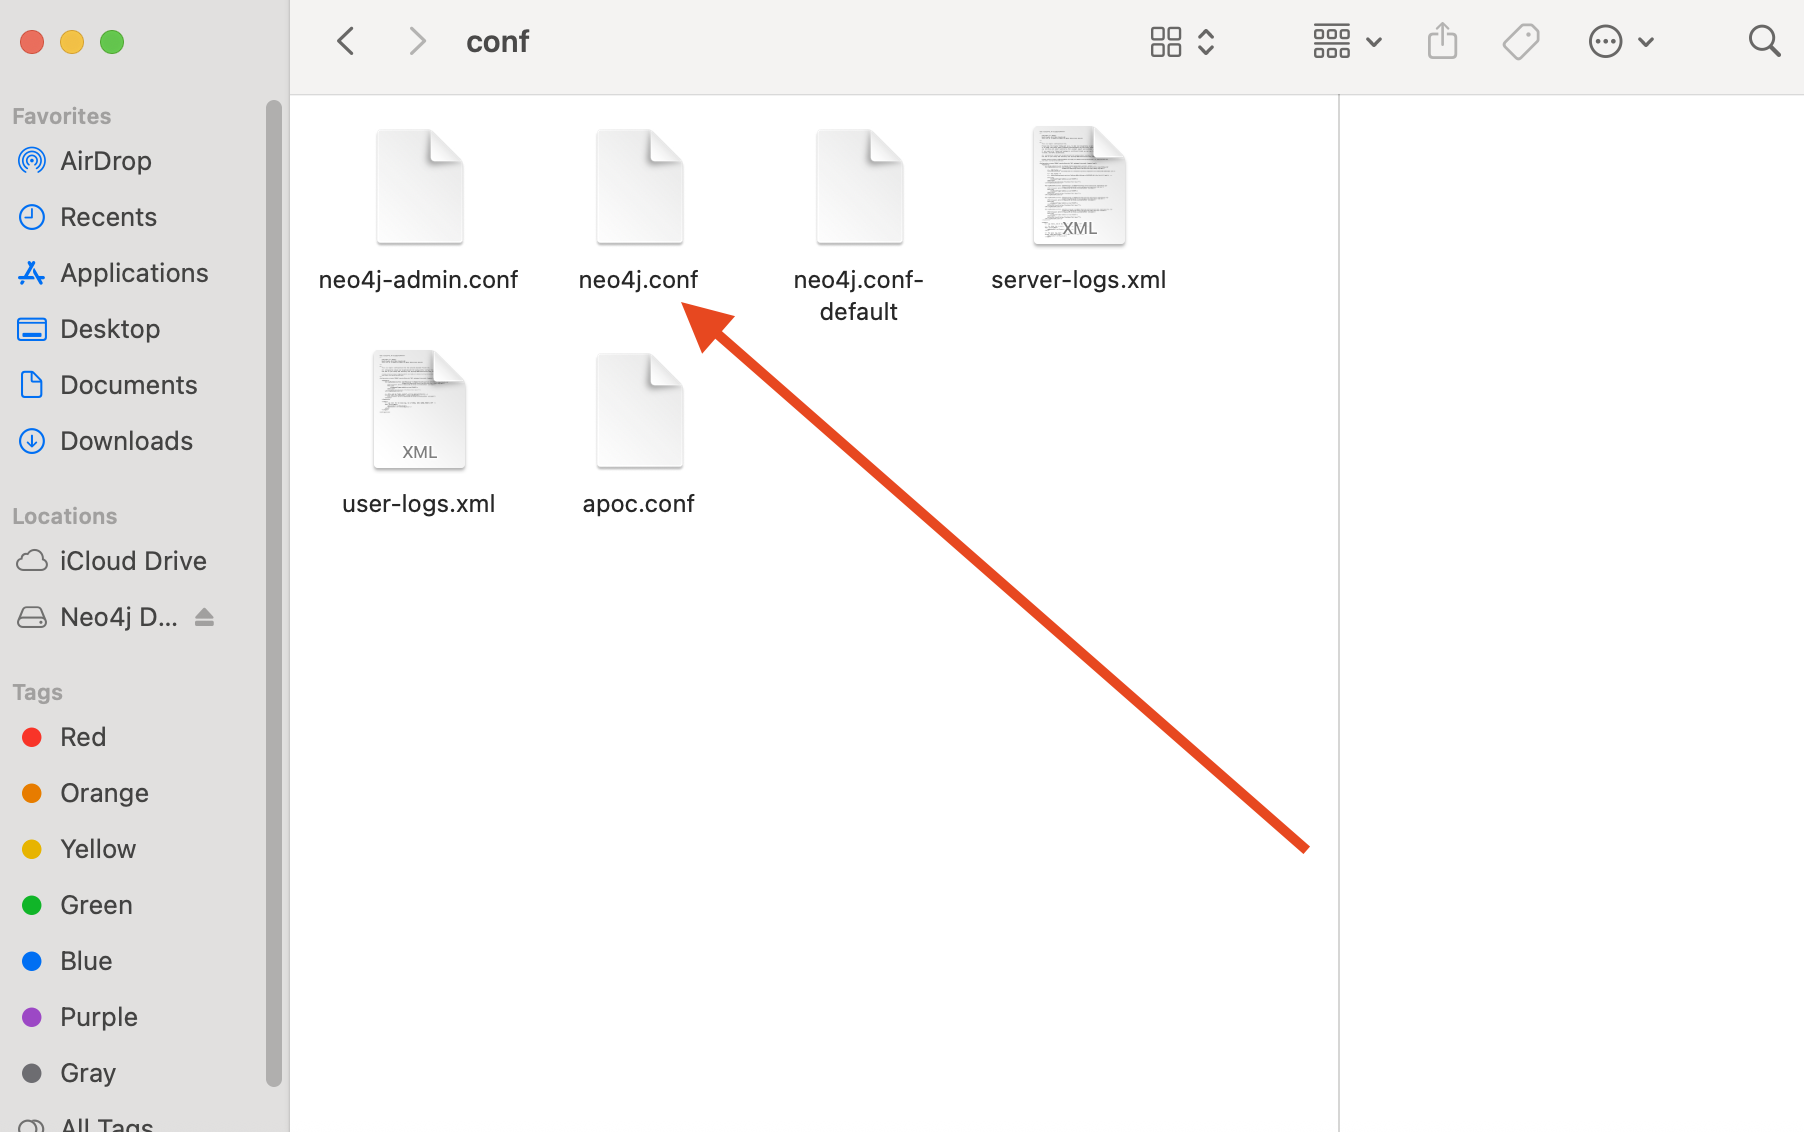 conf
Favorites
AirDrop
Recents
Applications
Desktop
Documents
Downloads
Locations
iCloud Drive
Neo4j D...
Tags
Red
Orange
Yellow
Green
Blue
Purple
Gray
All Tags
neo4j-admin.conf
neo4j.conf
neo4j.conf-
default
XML
server-logs.xml
XML
user-logs.xml
apoc.conf